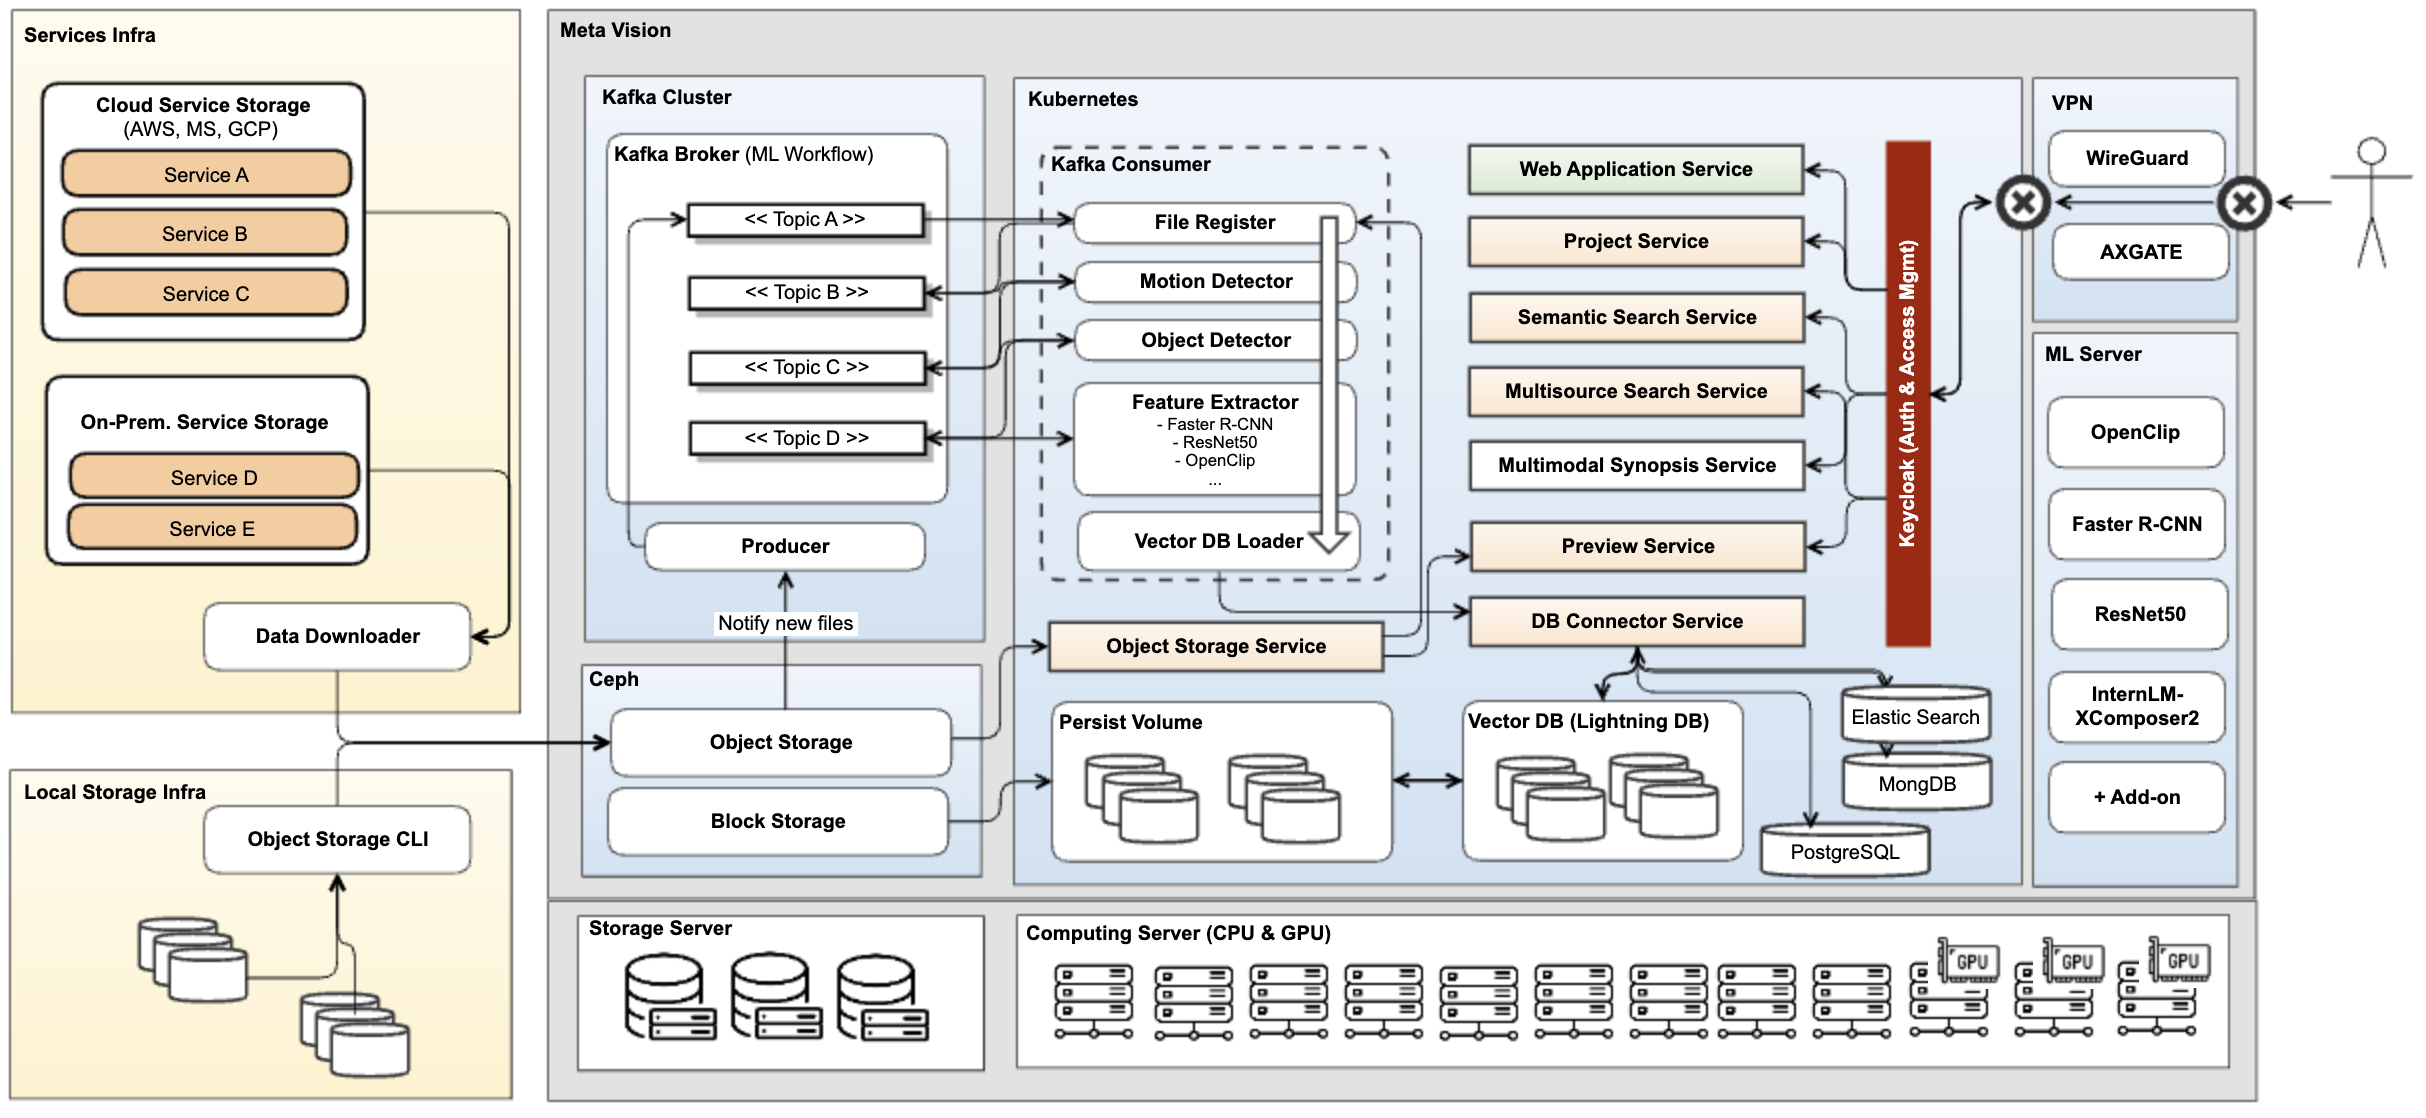 Services Infra
Cloud Service Storage
(AWS, MS, GCP)
Service A
Service B
Service C
On-Prem. Service Storage
Service D
Service E
Data Downloader
Local Storage Infra
Object Storage CLI
Meta Vision
Kafka Cluster
Kafka Broker (ML Workflow)
<< Topic A >>
<< Topic B >>
<< Topic C >>
<< Topic D >>
Producer
Notify new files
Ceph
Object Storage
Block Storage
Kubernetes
Kafka Consumer
File Register
Motion Detector
Object Detector
Feature Extractor
- Faster R-CNN
- ResNet50
- OpenClip
...
Vector DB Loader
Object Storage Service
Persist Volume
Web Application Service
Project Service
Semantic Search Service
Multisource Search Service
Multimodal Synopsis Service
Preview Service
DB Connector Service
Vector DB (Lightning DB)
Elastic Search
MongDB
PostgreSQL
Keycloak (Auth & Access Mgmt)
VPN
WireGuard
AXGATE
ML Server
OpenClip
Faster R-CNN
ResNet50
InternLM-
XComposer2
+ Add-on
Storage Server
Computing Server (CPU & GPU)
GPU
GPU
GPU